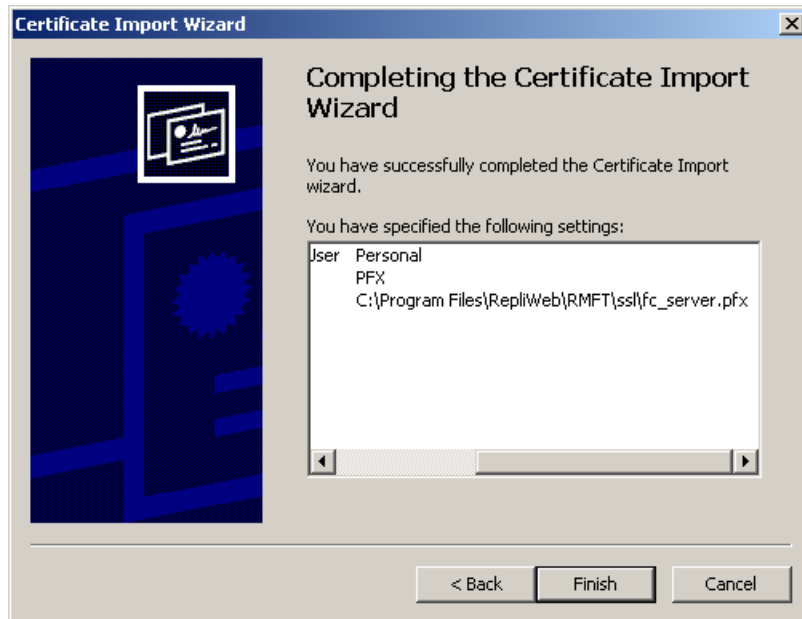 Certificate Import Wizard
Completing the Certificate Import
Wizard
You have successfully completed the Certificate Import
wizard.
You have specified the following settings:
User Personal
PFX
C:\Program Files\RepliWeb\RMFT\ssl\fc_server.pfx
< Back Finish Cancel